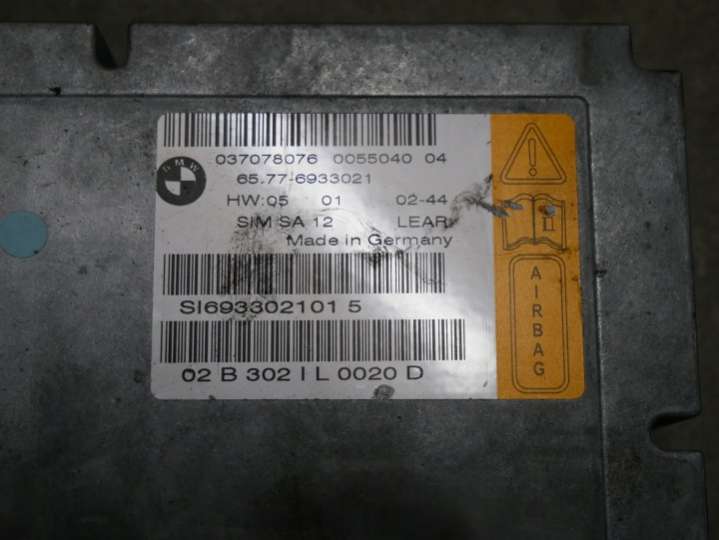 037078076 0055040 04
BMW
65.77-6933021
HW:05 01 02-44
SIM SA 12 LEAR
Made in Germany
SI693302101 5
02 B 302 I L 0020 D
AIRBAG